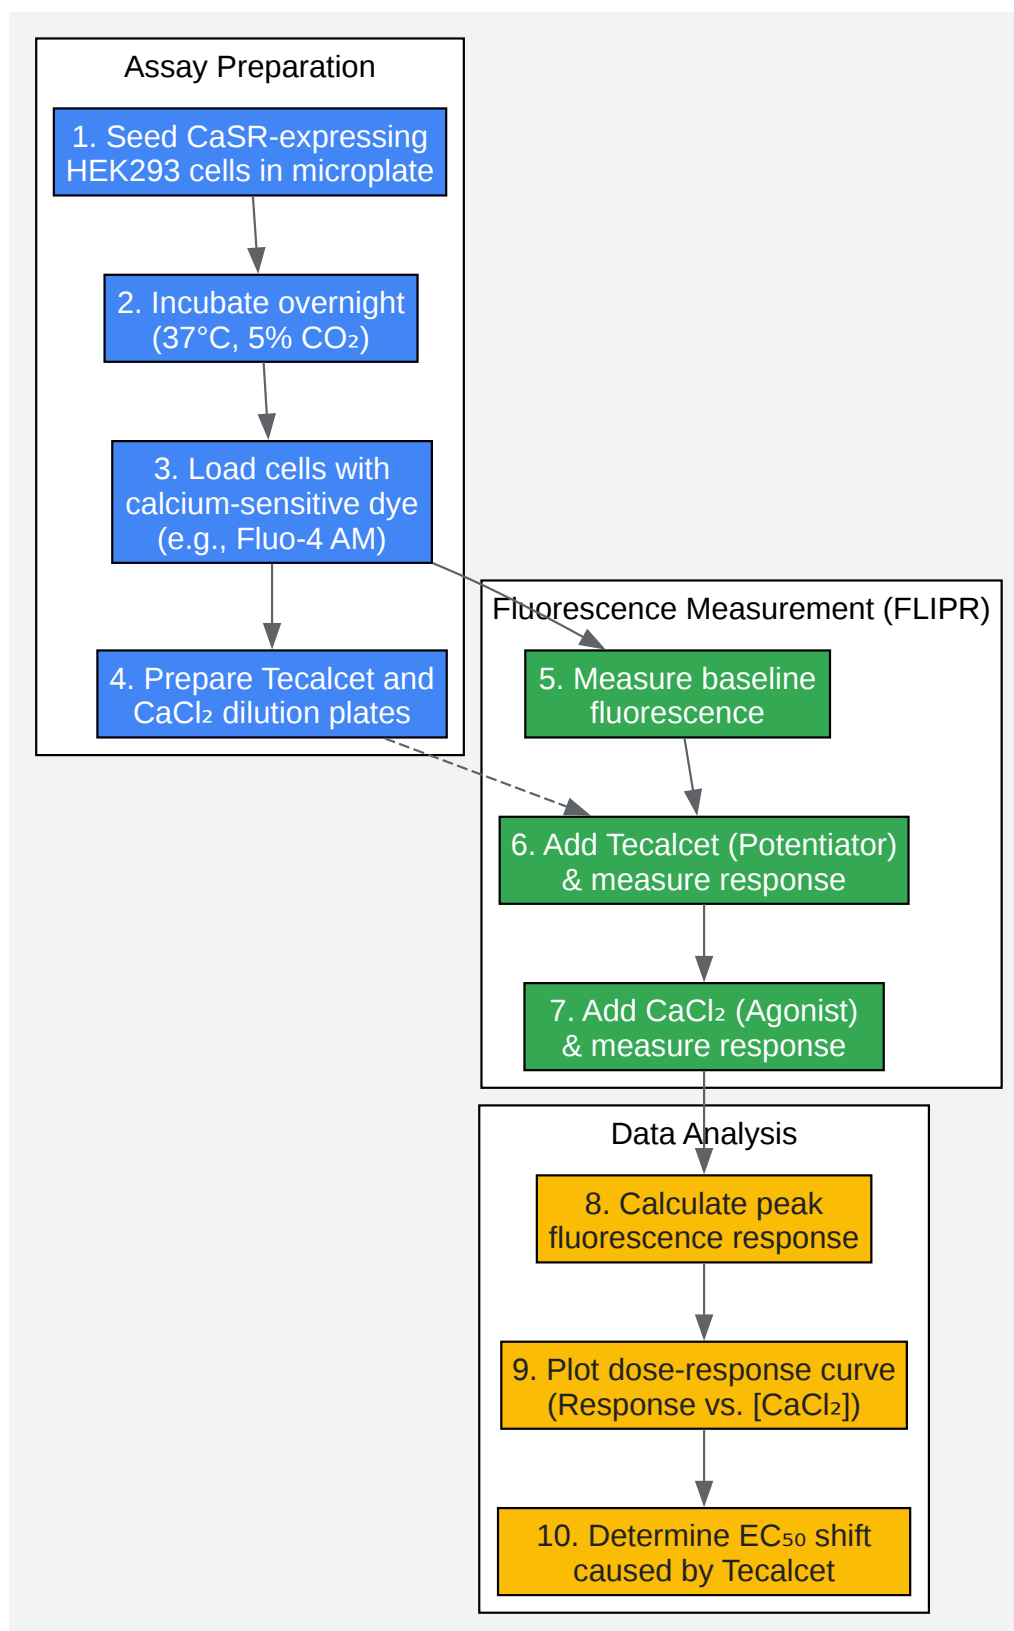 Assay Preparation
1. Seed CaSR-expressing
HEK293 cells in microplate
2. Incubate overnight
(37°C, 5% CO₂)
3. Load cells with
calcium-sensitive dye
(e.g., Fluo-4 AM)
4. Prepare Tecalcet and
CaCl₂ dilution plates
Fluorescence Measurement (FLIPR)
5. Measure baseline
fluorescence
6. Add Tecalcet (Potentiator)
& measure response
7. Add CaCl₂ (Agonist)
& measure response
Data Analysis
8. Calculate peak
fluorescence response
9. Plot dose-response curve
(Response vs. [CaCl₂])
10. Determine EC₅₀ shift
caused by Tecalcet